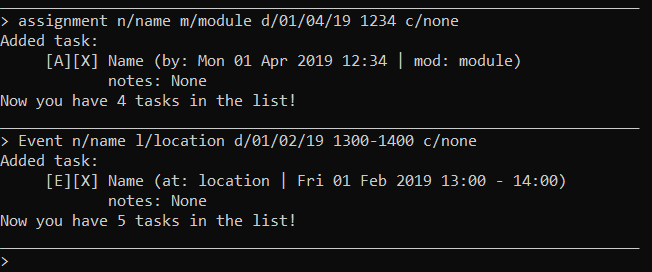 > assignment n/name m/module d/01/04/19 1234 c/none
Added task:
[A][X] Name (by: Mon 01 Apr 2019 12:34 | mod: module)
notes: None
Now you have 4 tasks in the list!
> Event n/name l/location d/01/02/19 1300-1400 c/none
Added task:
[E][X] Name (at: location | Fri 01 Feb 2019 13:00 - 14:00)
notes: None
Now you have 5 tasks in the list!
>